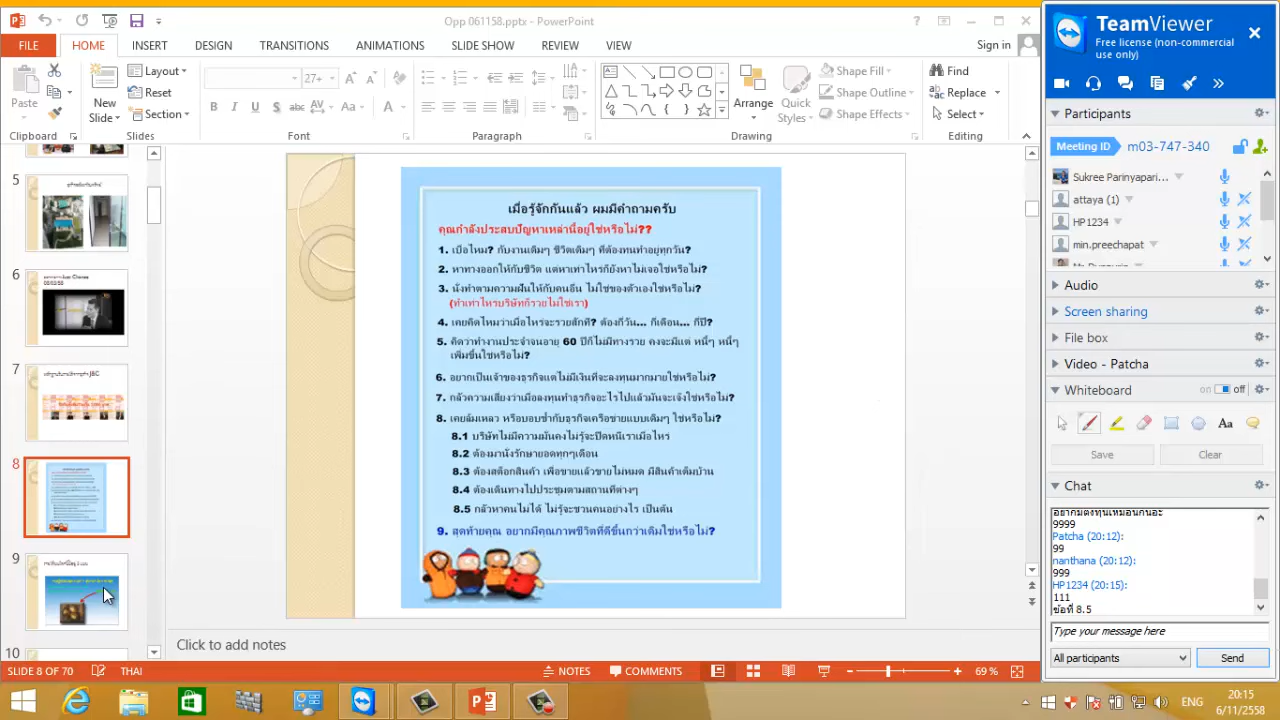 Opp 061158.pptx - PowerPoint
FILE HOME INSERT DESIGN TRANSITIONS ANIMATIONS SLIDE SHOW REVIEW VIEW Sign in
Paste
New Slide
Layout
Reset
Section
27+
Arrange
Quick Styles
Shape Fill
Shape Outline
Shape Effects
Find
Replace
Select
Clipboard Slides Font Paragraph Drawing Editing
5
6
7
8
9
10
เมื่อรู้จักกันแล้ว ผมมีคำถามครับ
คุณกำลังประสบปัญหาเหล่านี้อยู่ใช่หรือไม่??
1. เบื่อไหม? กับงานเดิมๆ ชีวิตเดิมๆ ที่ต้องทนทำอยู่ทุกวัน?
2. หาทางออกให้กับชีวิต แต่หาเท่าไหร่ก็ยังหาไม่เจอใช่หรือไม่?
3. นั่งทำตามความฝันให้กับคนอื่น ไม่ใช่ของตัวเองใช่หรือไม่?
(ทำเท่าไหร่บริษัทก็รวยไม่ใช่เรา)
4. เคยคิดไหมว่าเมื่อไหร่จะรวยสักที? ต้องกี่วัน... กี่เดือน... กี่ปี?
5. คิดว่าทำงานประจำจนอายุ 60 ปีก็ไม่มีทางรวย คงจะมีแต่ หนี้ๆ หนี้ๆ
เพิ่มขึ้นใช่หรือไม่?
6. อยากเป็นเจ้าของธุรกิจแต่ไม่มีเงินที่จะลงทุนมากมายใช่หรือไม่?
7. กลัวความเสี่ยงว่าเมื่อลงทุนทำธุรกิจอะไรไปแล้วมันจะเจ๊งใช่หรือไม่?
8. เคยล้มเหลว หรือบอบช้ำกับธุรกิจเครือข่ายแบบเดิมๆ ใช่หรือไม่?
8.1 บริษัทไม่มีความมั่นคงไม่รู้จะปิดหนีเราเมื่อไหร่
8.2 ต้องมานั่งรักษายอดทุกๆเดือน
8.3 ต้องสต็อกสินค้า เพื่อขายแล้วขายไม่หมด มีสินค้าเต็มบ้าน
8.4 ต้องเดินทางไปประชุมตามสถานที่ต่างๆ
8.5 กลัวหาคนไม่ได้ ไม่รู้จะชวนคนอย่างไร เป็นต้น
9. สุดท้ายคุณ อยากมีคุณภาพชีวิตที่ดีขึ้นกว่าเดิมใช่หรือไม่?
Click to add notes
SLIDE 8 OF 70 THAI NOTES COMMENTS 69 %
TeamViewer
Free license (non-commercial
use only)
Participants
Meeting ID m03-747-340
Sukree Parinyapari...
attaya (1)
HP1234
min.preechapat
Audio
Screen sharing
File box
Video - Patcha
Whiteboard on off
Aa
Save Clear
Chat
9999
Patcha (20:12):
99
nanthana (20:12):
999
HP1234 (20:15):
111
ข้อที่ 8.5
Type your message here
All participants Send
ENG
20:15
6/11/2558